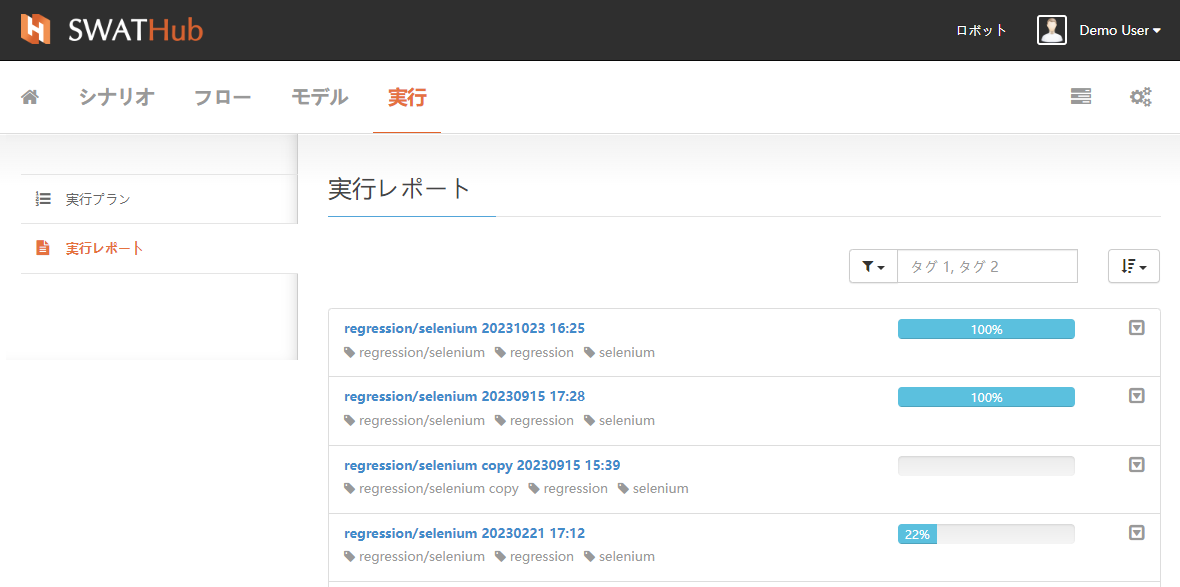 SWATHub
ロボット
Demo User
シナリオ
フロー
モデル
実行
実行プラン
実行レポート
実行レポート
タグ 1, タグ 2
regression/selenium 20231023 16:25
100%
regression/selenium regression selenium
regression/selenium 20230915 17:28
100%
regression/selenium regression selenium
regression/selenium copy 20230915 15:39
regression/selenium copy regression selenium
regression/selenium 20230221 17:12
22%
regression/selenium regression selenium